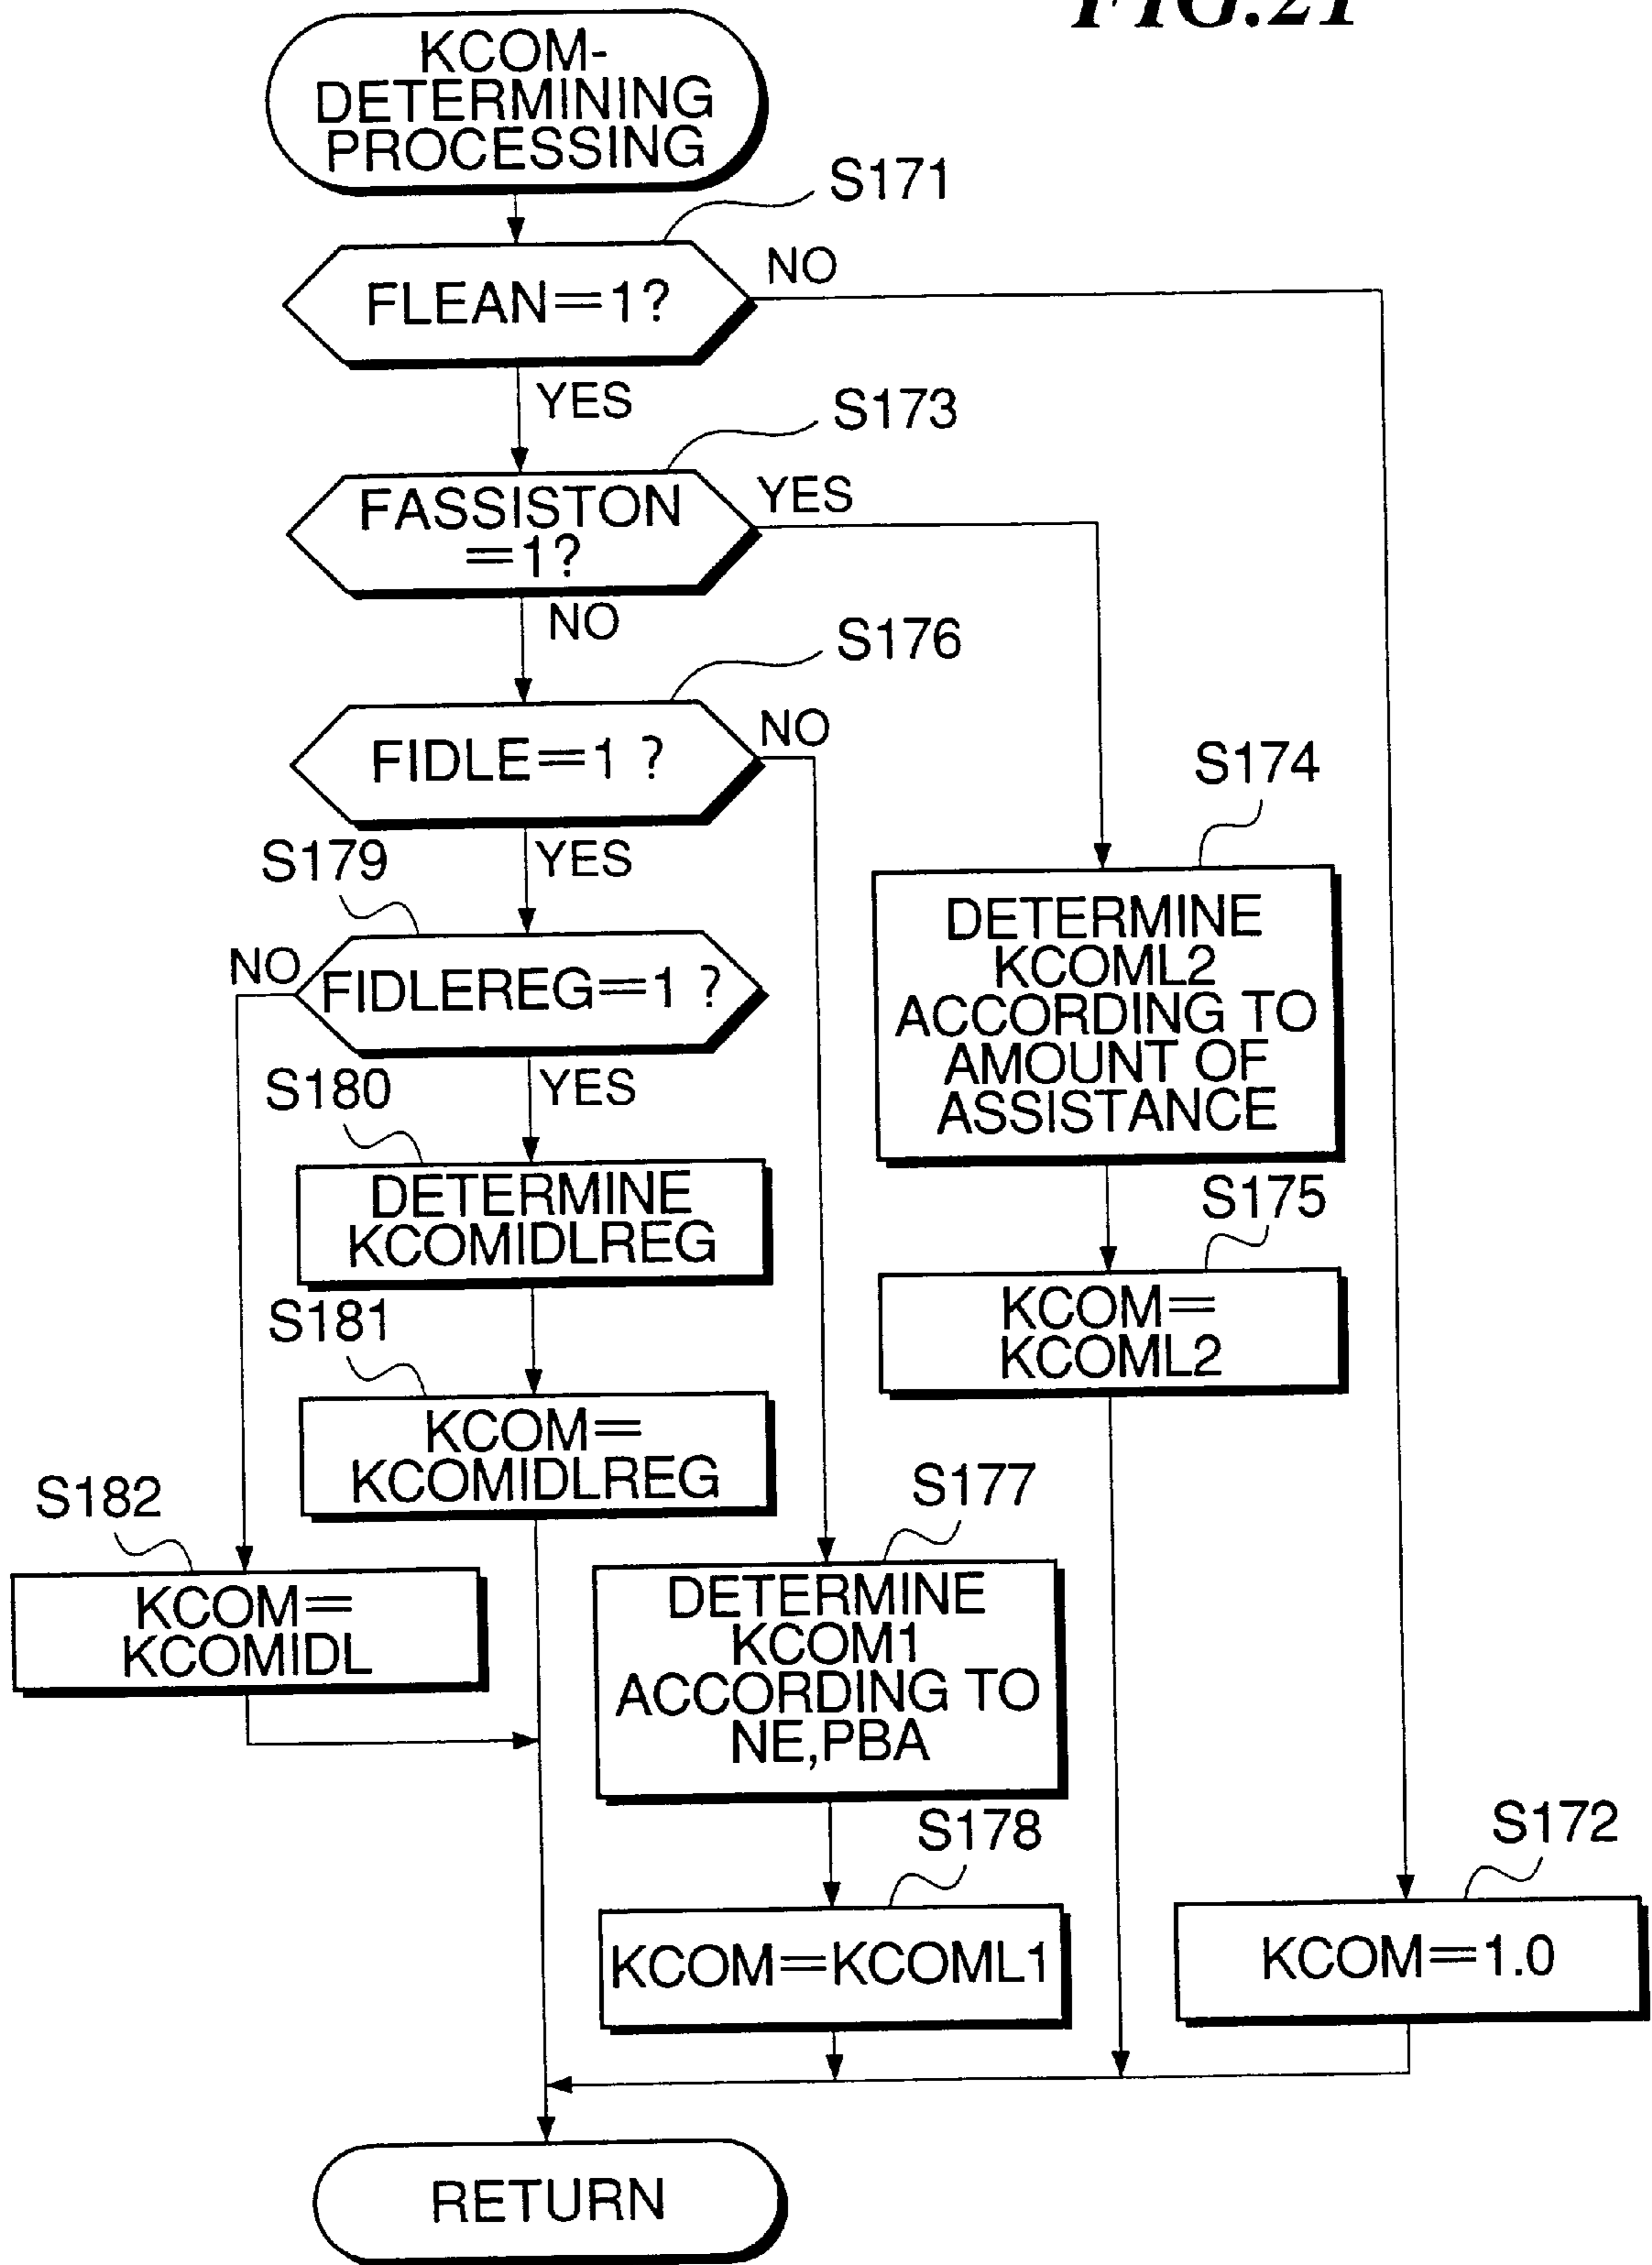 FIG.21
KCOM-
DETERMINING
PROCESSING
S171
FLEAN=1?
NO
YES
S173
FASSISTON
=1?
YES
NO
S176
FIDLE=1 ?
NO
S174
YES
S179
DETERMINE
KCOML2
ACCORDING TO
AMOUNT OF
ASSISTANCE
NO
FIDLEREG=1 ?
S180
YES
DETERMINE
KCOMIDLREG
S175
KCOM=
KCOML2
S181
KCOM=
KCOMIDLREG
S182
KCOM=
KCOMIDL
S177
DETERMINE
KCOM1
ACCORDING TO
NE,PBA
S178
KCOM=KCOML1
S172
KCOM=1.0
RETURN